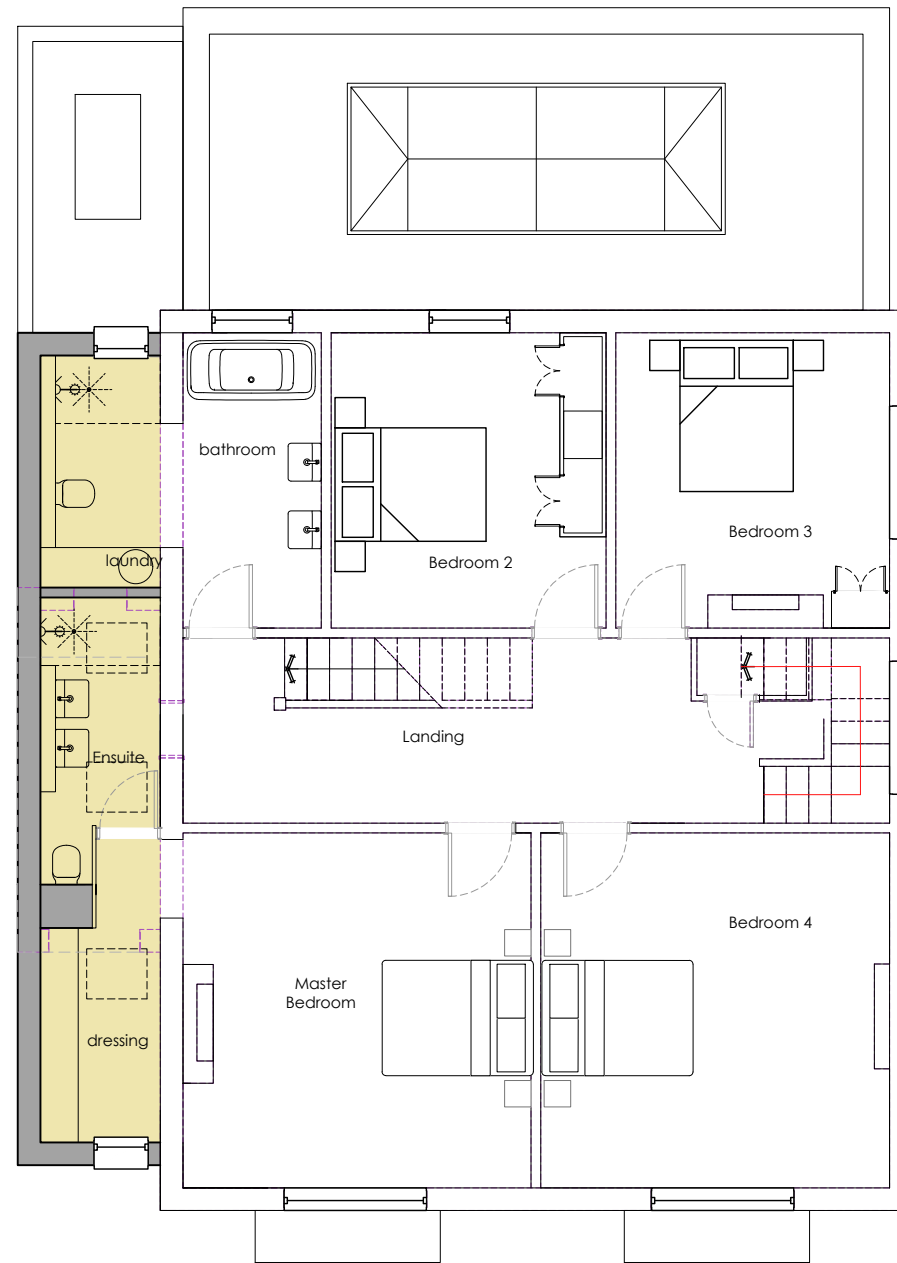 bathroom
Bedroom 3
laundry
Bedroom 2
Landing
Ensuite
Bedroom 4
Master
Bedroom
dressing